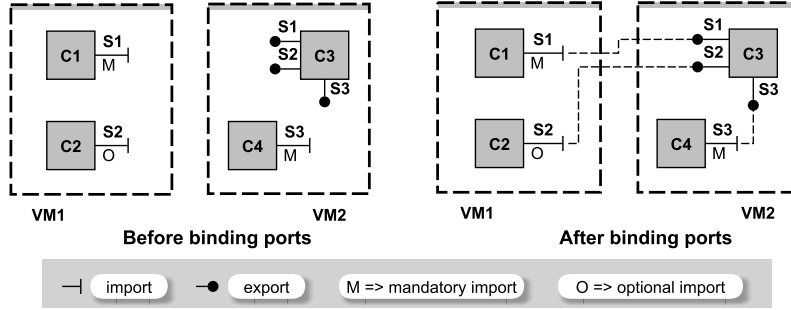 S1
C1
M
S2
C2
O
VM1
S1
S2
C3
S3
S3
C4
M
VM2
Before binding ports
S1
C1
M
S2
C2
O
VM1
S1
S2
C3
S3
S3
C4
M
VM2
After binding ports
import
export
M => mandatory import
O => optional import